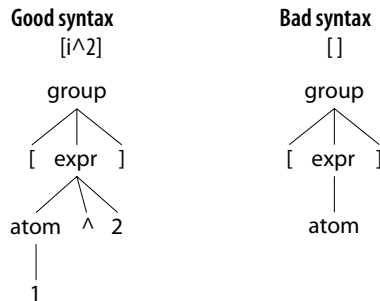 Good syntax Bad syntax
[i^2] [ ]
group group
[ expr ] [ expr ]
atom ^ 2 atom
1